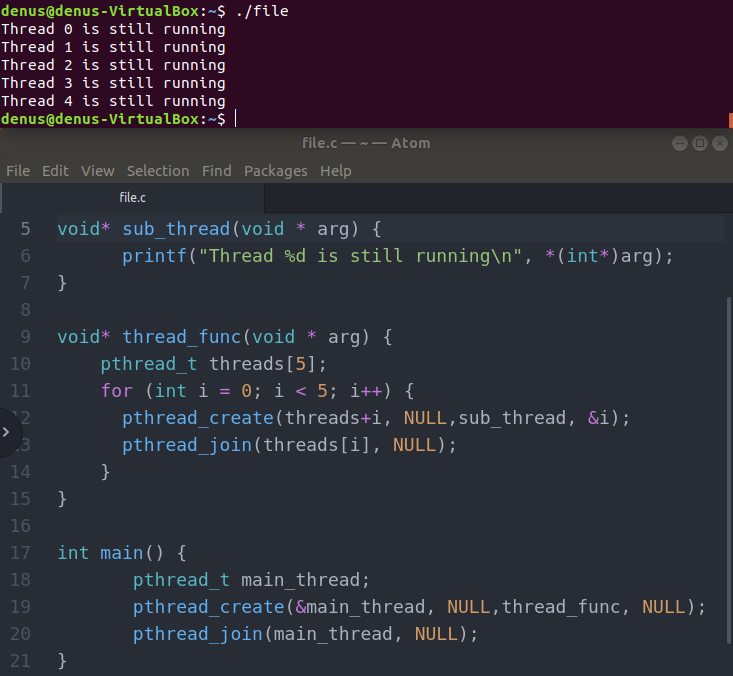 denus@denus-VirtualBox:~$ ./file
Thread 0 is still running
Thread 1 is still running
Thread 2 is still running
Thread 3 is still running
Thread 4 is still running
denus@denus-VirtualBox:~$
file.c — ~ — Atom
File Edit View Selection Find Packages Help
file.c
5 void* sub_thread(void * arg) {
6 printf("Thread %d is still running\n", *(int*)arg);
7 }
8
9 void* thread_func(void * arg) {
10 pthread_t threads[5];
11 for (int i = 0; i < 5; i++) {
12 pthread_create(threads+i, NULL,sub_thread, &i);
13 pthread_join(threads[i], NULL);
14 }
15 }
16
17 int main() {
18 pthread_t main_thread;
19 pthread_create(&main_thread, NULL,thread_func, NULL);
20 pthread_join(main_thread, NULL);
21 }